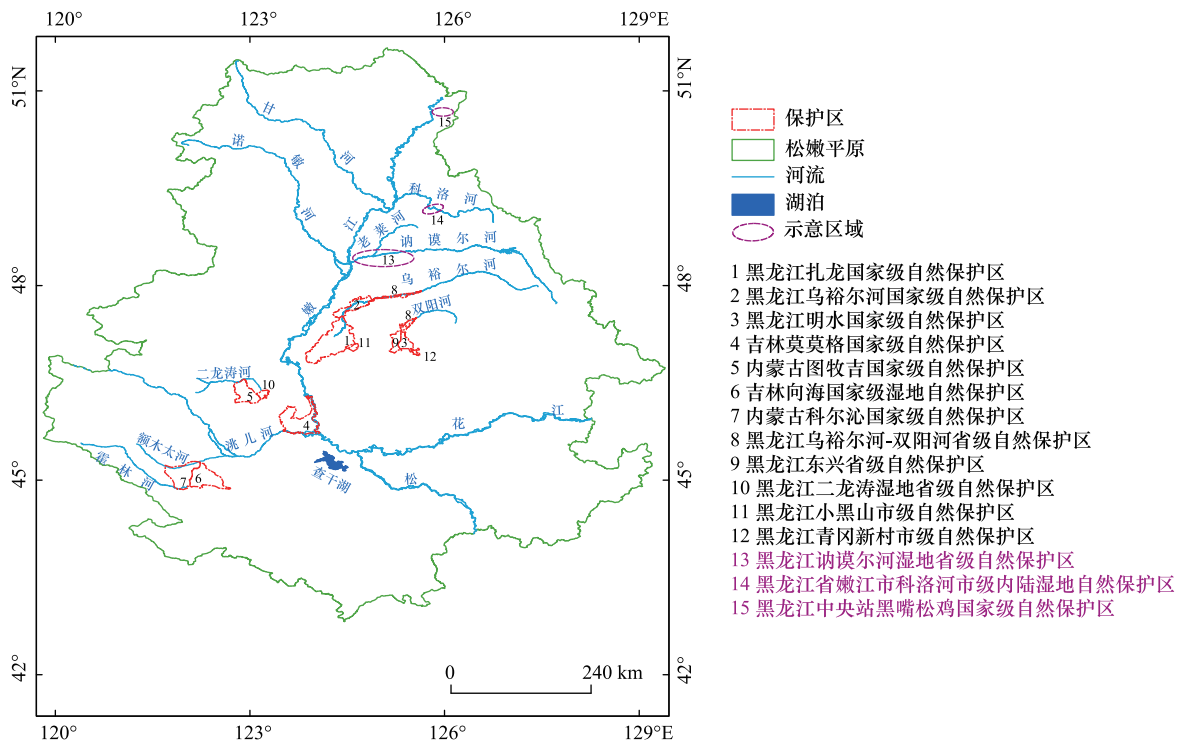 120°
123°
126°
129°E
51°N
51°N
甘
河
诺
敏
河
15
科洛河
14
江
老莱河
讷谟尔河
13
48°
48°
乌裕尔河
8
2
嫩
双阳河
8
1
11
9
3
12
二龙涛河
10
5
4
洮儿河
额木太河
霍林河
7
6
花
江
松
查干湖
45°
45°
42°
42°
0
240 km
120°
123°
126°
129°E
保护区
松嫩平原
河流
湖泊
示意区域
1 黑龙江扎龙国家级自然保护区
2 黑龙江乌裕尔河国家级自然保护区
3 黑龙江明水国家级自然保护区
4 吉林莫莫格国家级自然保护区
5 内蒙古图牧吉国家级自然保护区
6 吉林向海国家级湿地自然保护区
7 内蒙古科尔沁国家级自然保护区
8 黑龙江乌裕尔河-双阳河省级自然保护区
9 黑龙江东兴省级自然保护区
10 黑龙江二龙涛湿地省级自然保护区
11 黑龙江小黑山市级自然保护区
12 黑龙江青冈新村市级自然保护区
13 黑龙江讷谟尔河湿地省级自然保护区
14 黑龙江省嫩江市科洛河市级内陆湿地自然保护区
15 黑龙江中央站黑嘴松鸡国家级自然保护区